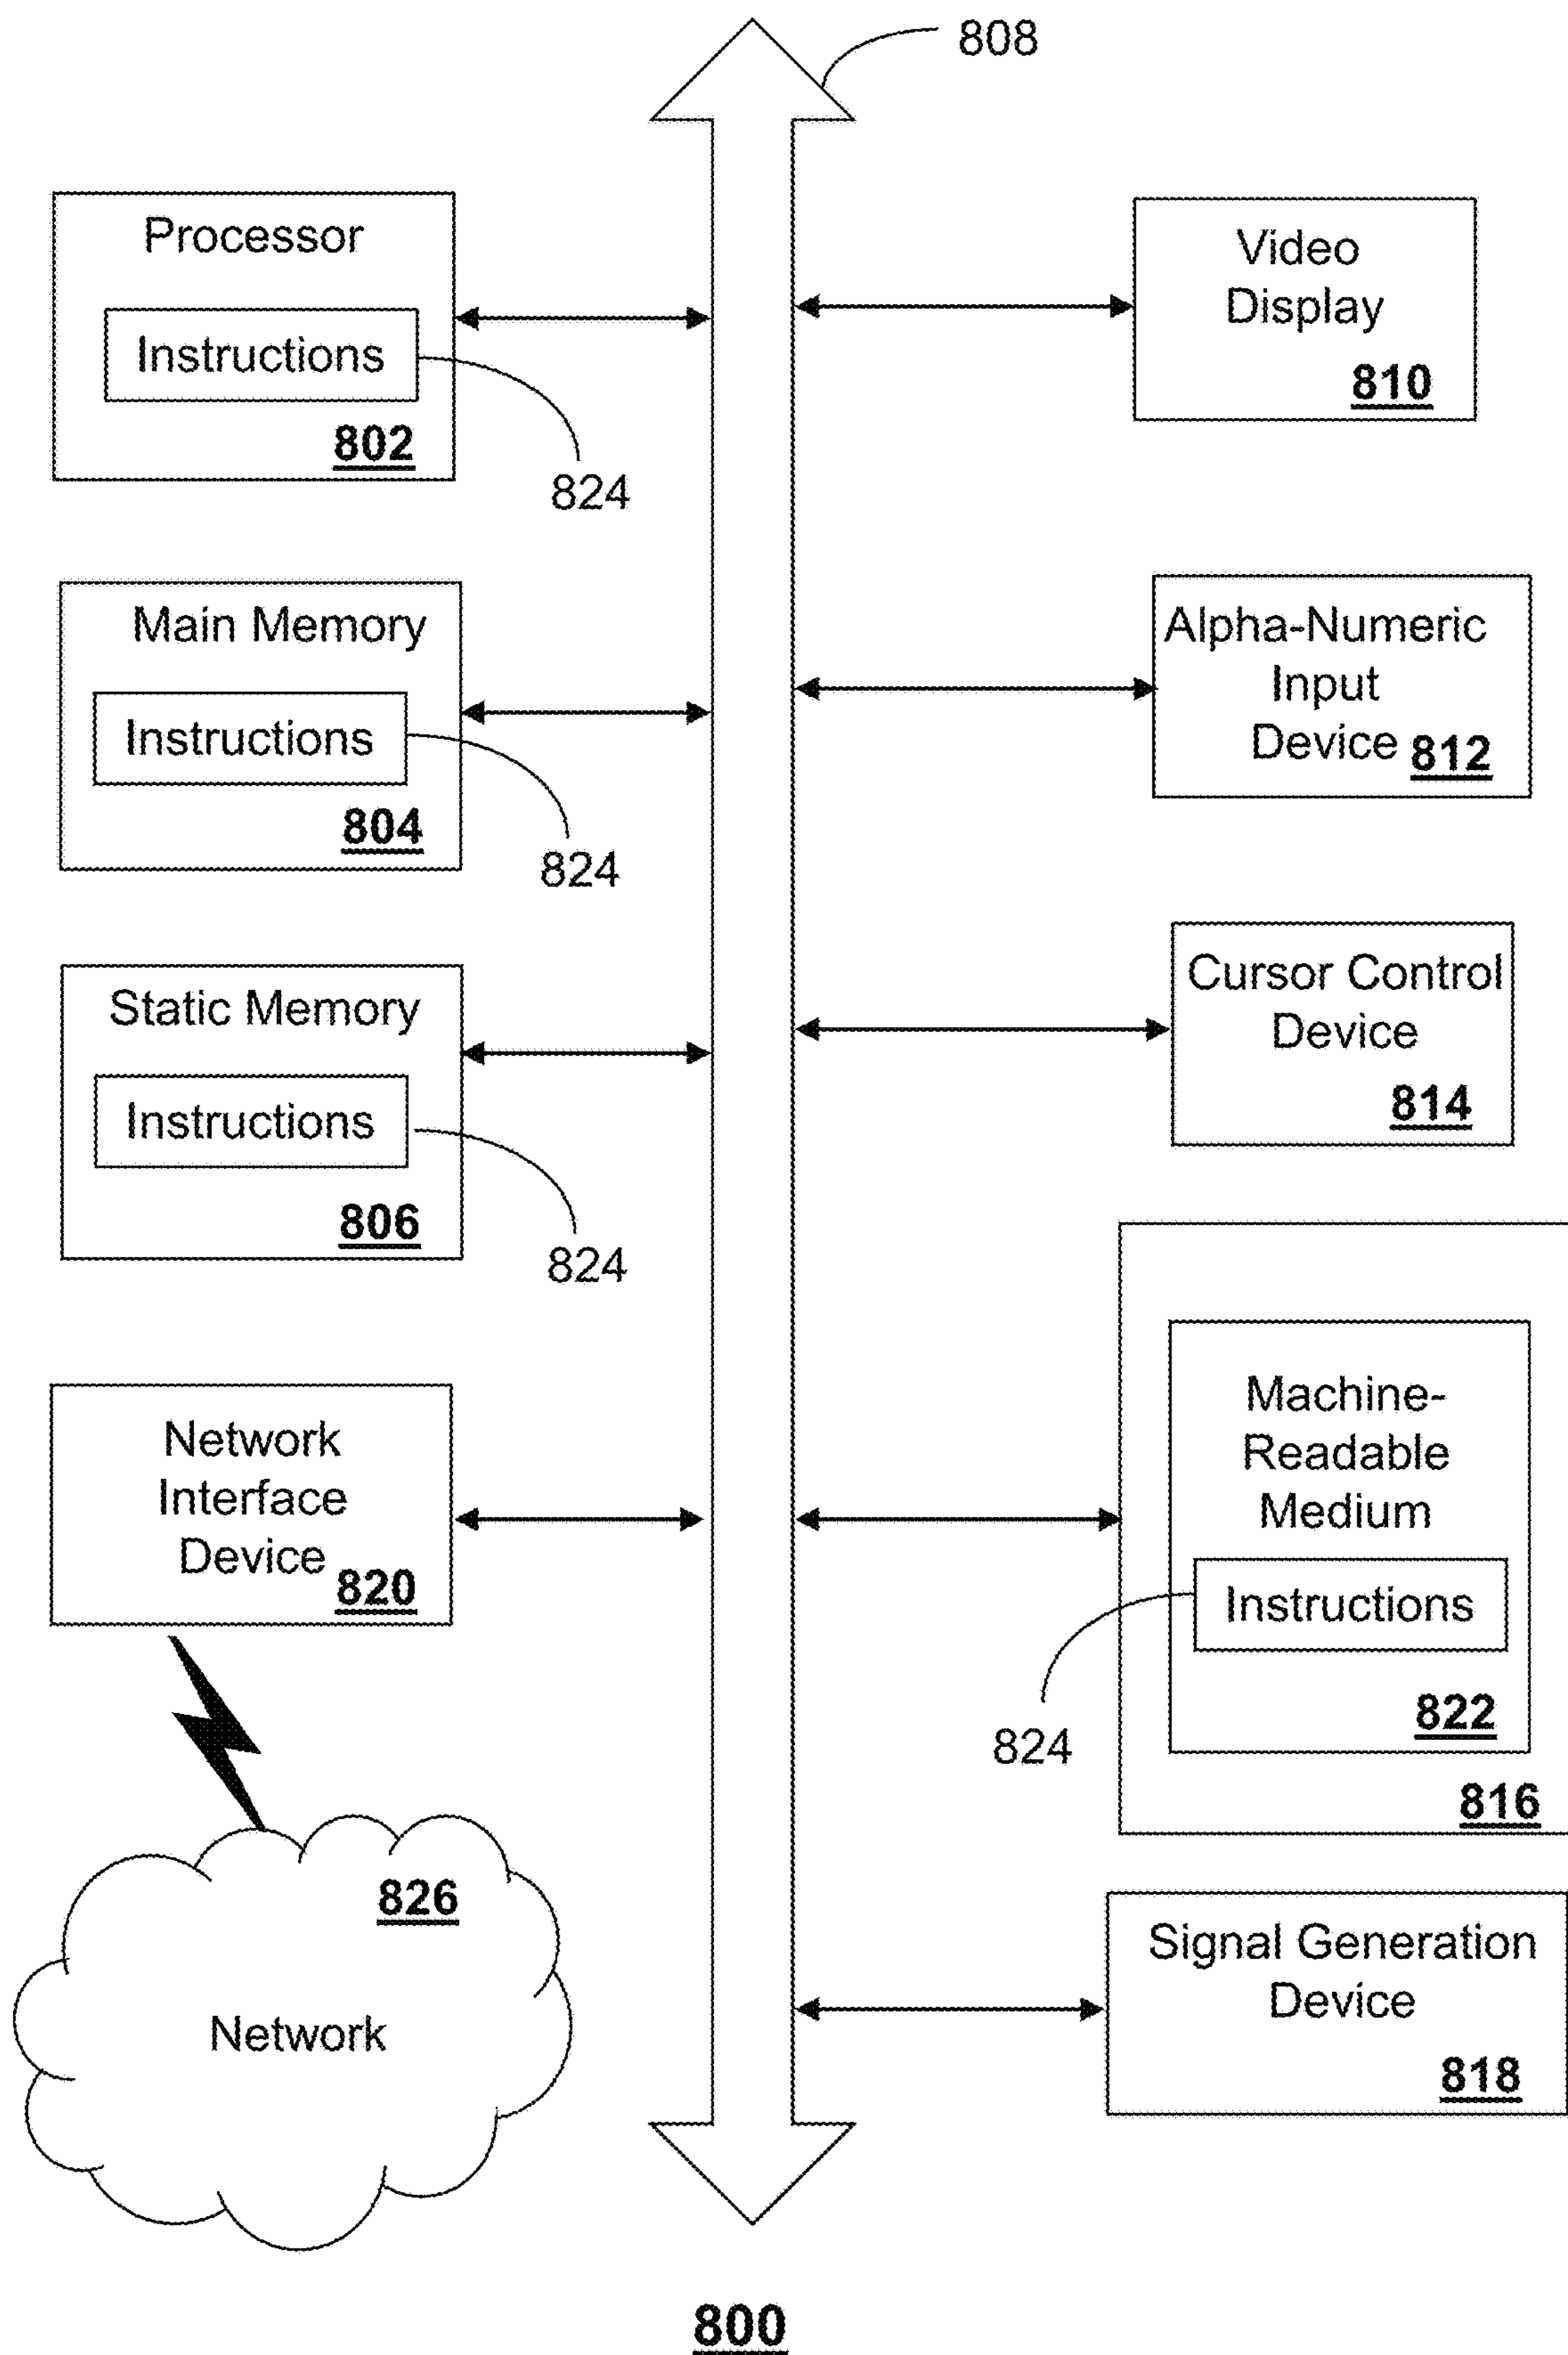 808
Processor
Instructions
802
824
Main Memory
Instructions
804
824
Static Memory
Instructions
806
824
Network
Interface
Device
820
826
Network
Video
Display
810
Alpha-Numeric
Input
Device 812
Cursor Control
Device
814
Machine-
Readable
Medium
Instructions
824
822
816
Signal Generation
Device
818
800